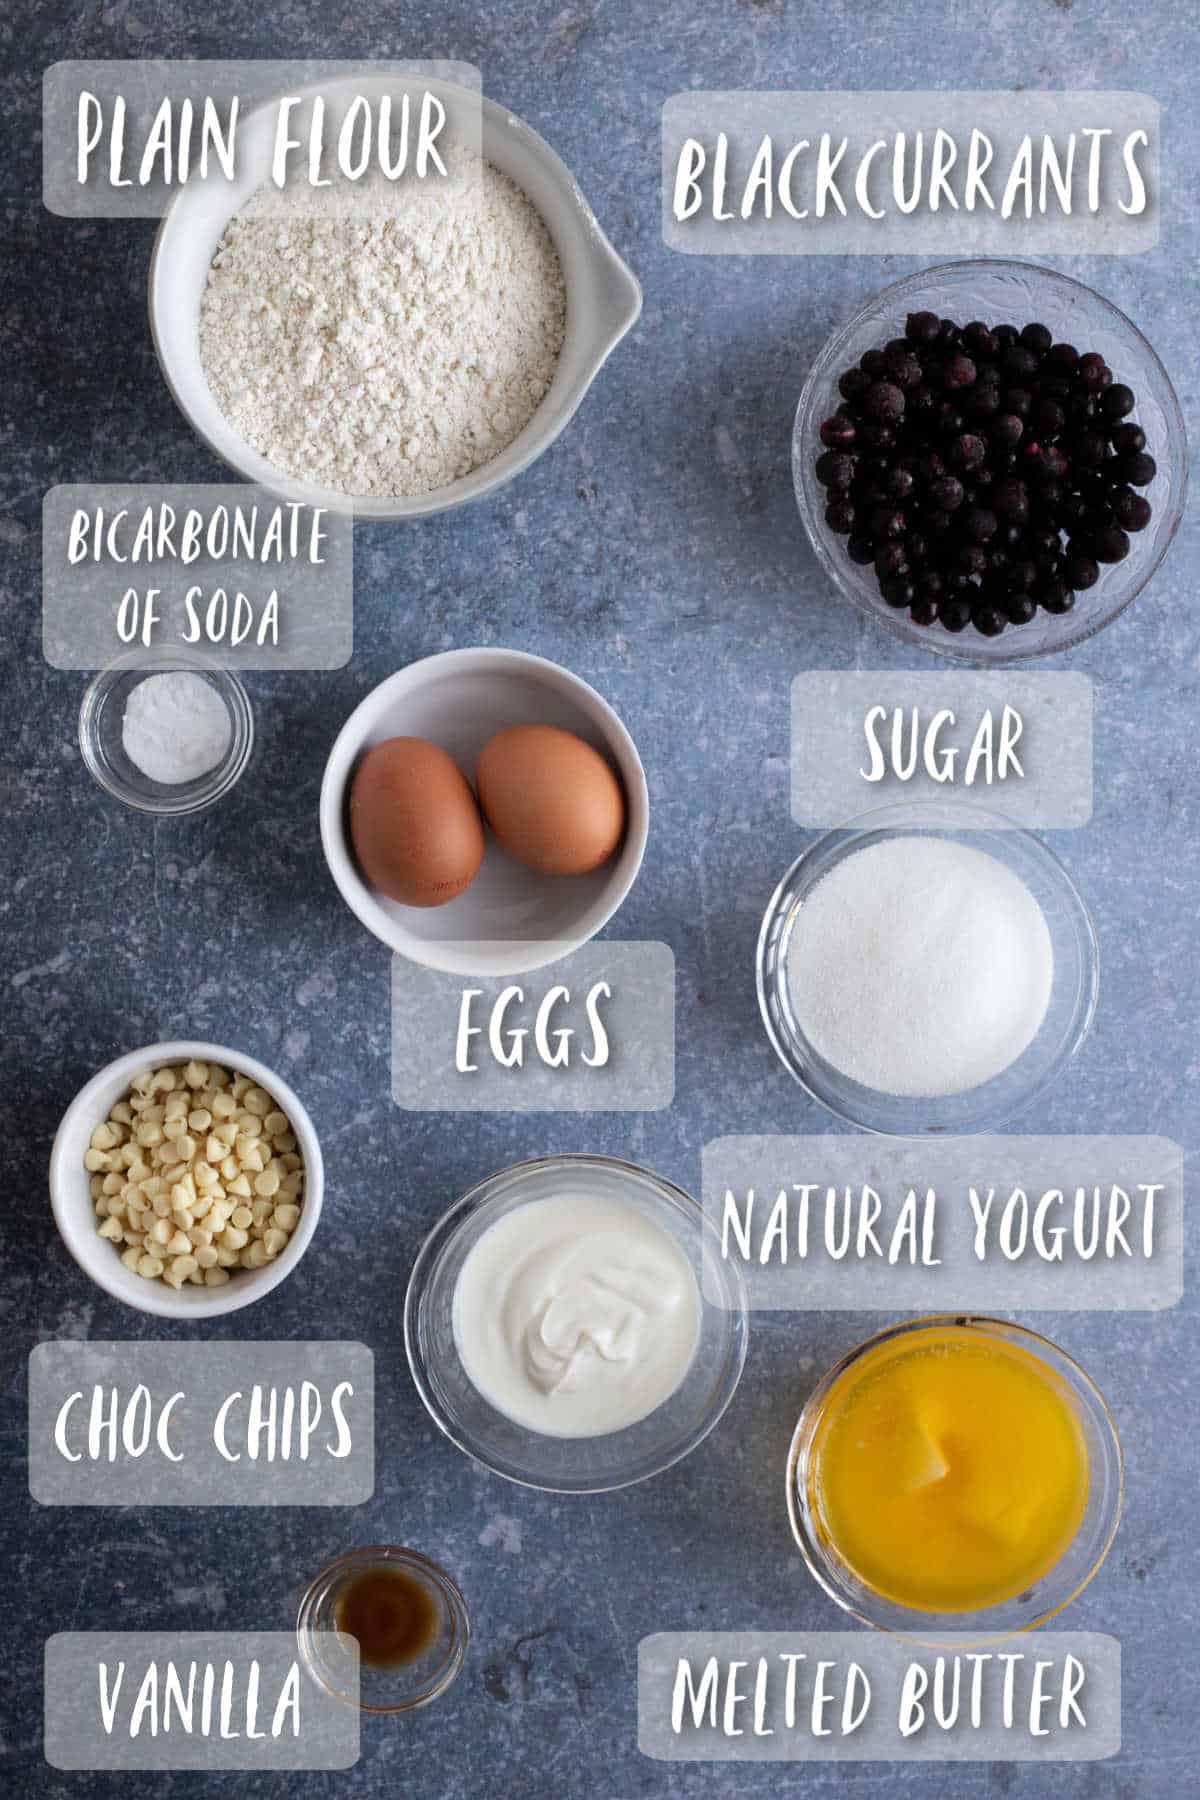 PLAIN FLOUR
BLACKCURRANTS
BICARBONATE
OF SODA
SUGAR
EGGS
NATURAL YOGURT
CHOC CHIPS
VANILLA
MELTED BUTTER